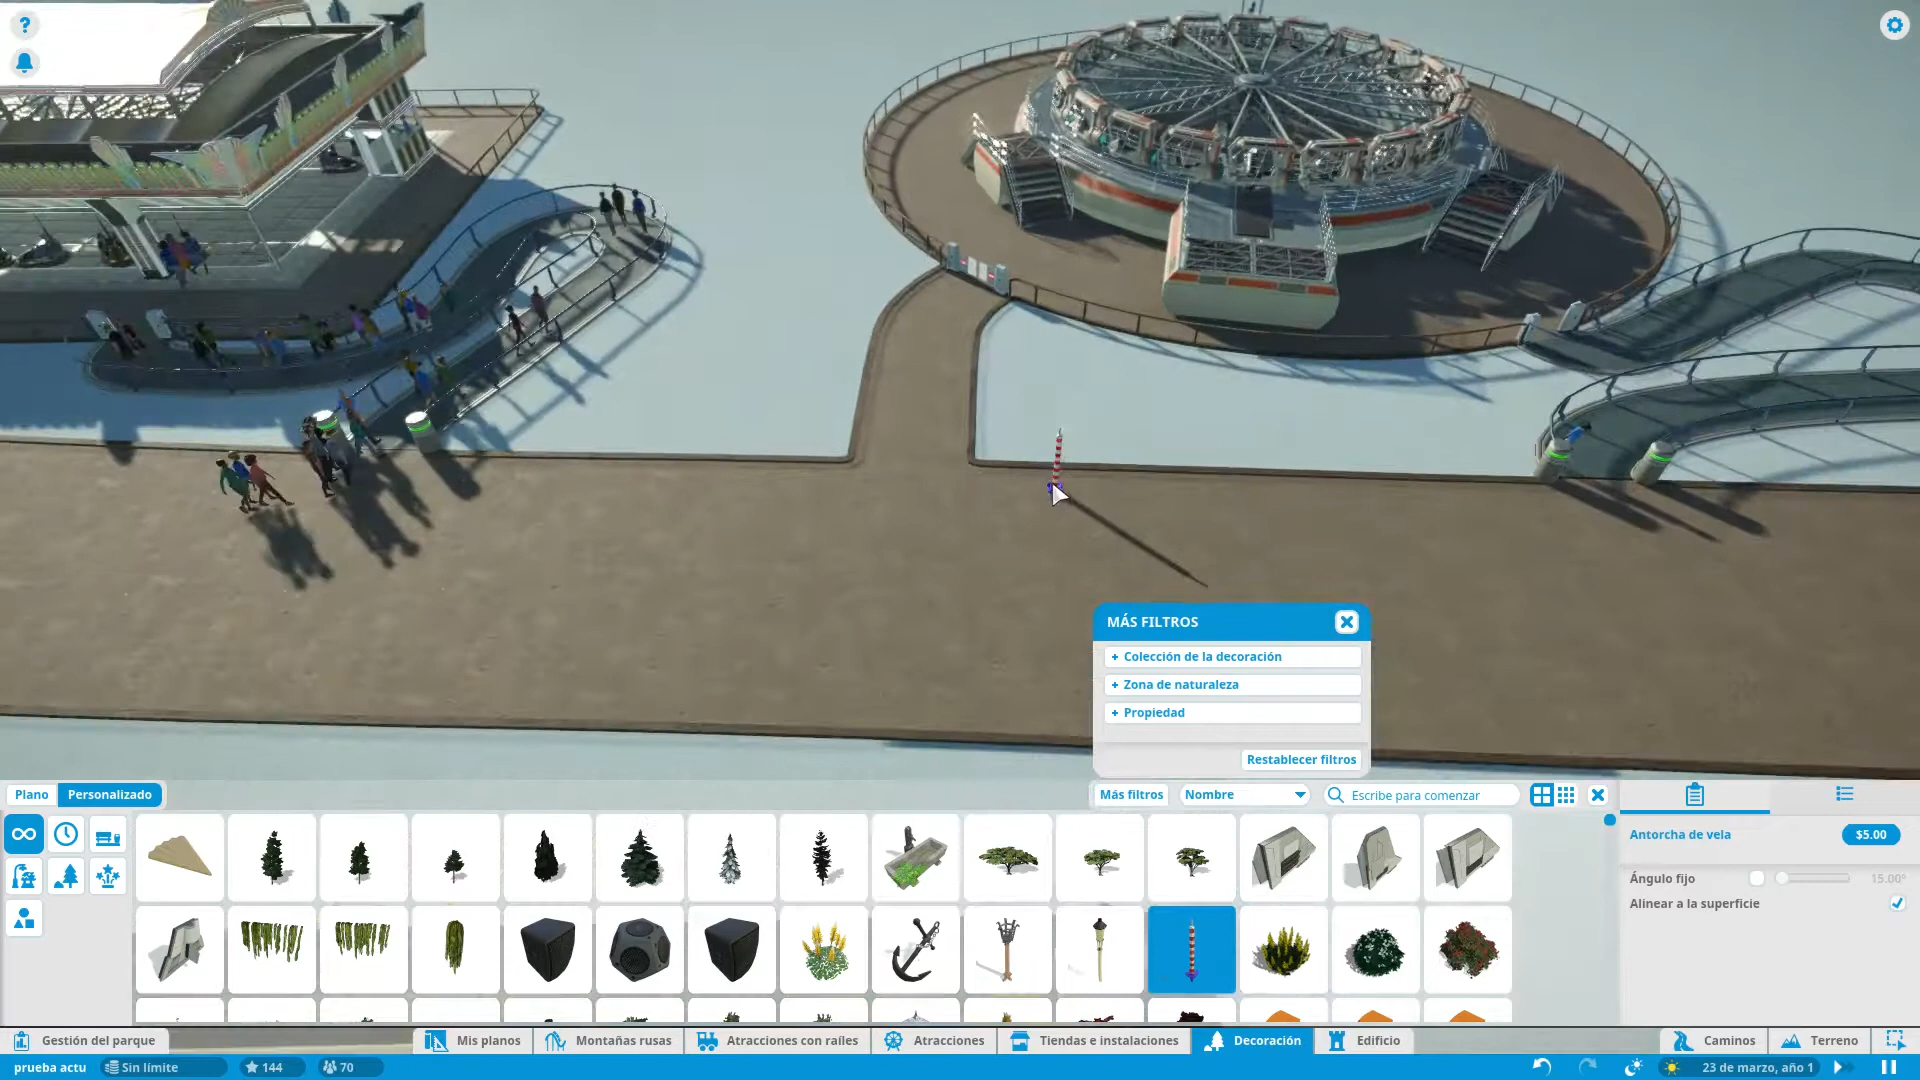 ?
MÁS FILTROS
+ Colección de la decoración
+ Zona de naturaleza
+ Propiedad
Restablecer filtros
Plano
Personalizado
Más filtros
Nombre
Escribe para comenzar
Antorcha de vela
$5.00
Ángulo fijo
15.00°
Alinear a la superficie
Gestión del parque
Mis planos
Montañas rusas
Atracciones con raíles
Atracciones
Tiendas e instalaciones
Decoración
Edificio
Caminos
Terreno
prueba actu
Sin límite
144
70
23 de marzo, año 1